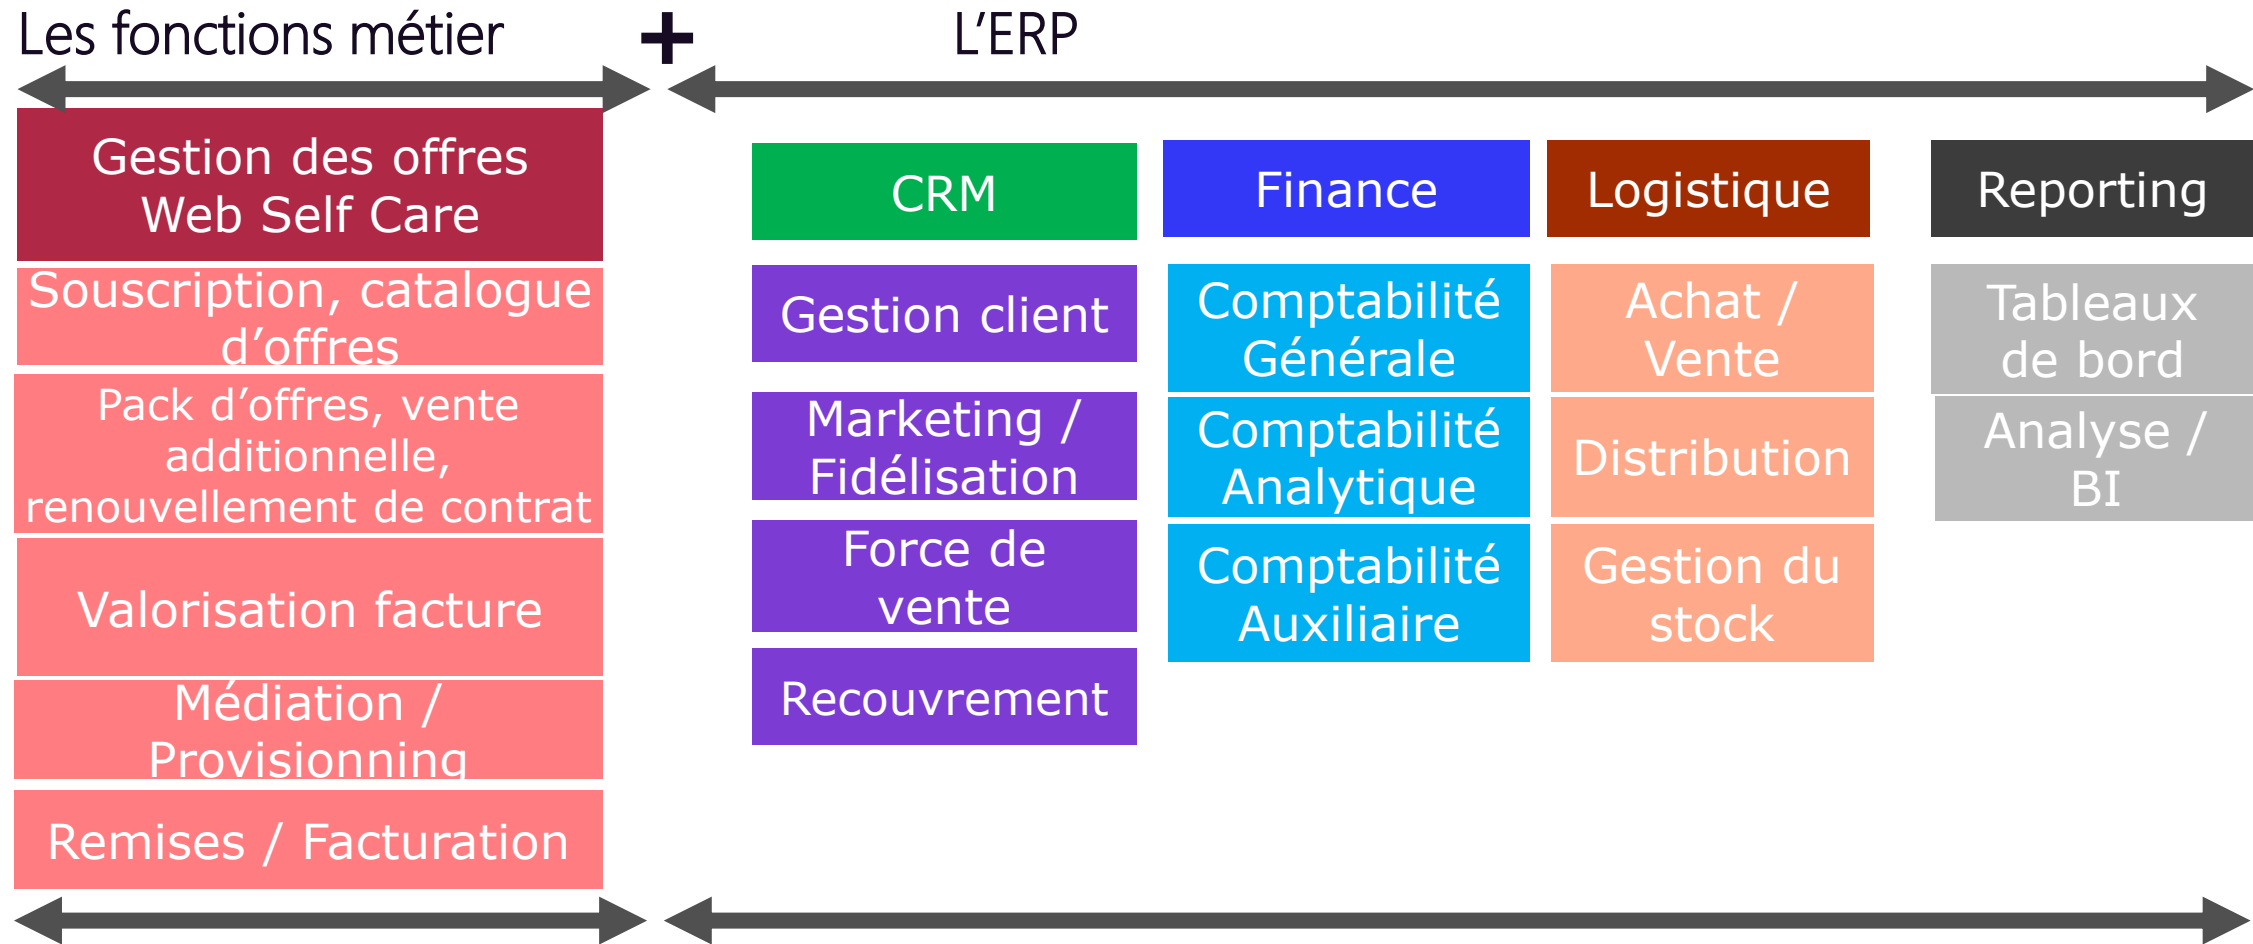 Les fonctions métier
+
L’ERP
Gestion des offres
Web Self Care
Souscription, catalogue
d’offres
Pack d’offres, vente
additionnelle,
renouvellement de contrat
Valorisation facture
Médiation /
Provisionning
Remises / Facturation
CRM
Gestion client
Marketing /
Fidélisation
Force de
vente
Recouvrement
Finance
Comptabilité
Générale
Comptabilité
Analytique
Comptabilité
Auxiliaire
Logistique
Achat /
Vente
Distribution
Gestion du
stock
Reporting
Tableaux
de bord
Analyse /
BI